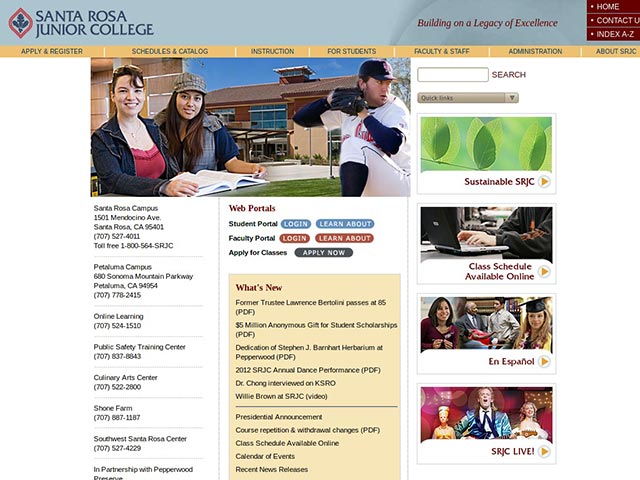 SANTA ROSA
JUNIOR COLLEGE
Building on a Legacy of Excellence
• HOME
• CONTACT U
• INDEX A-Z
APPLY & REGISTER
SCHEDULES & CATALOG
INSTRUCTION
FOR STUDENTS
FACULTY & STAFF
ADMINISTRATION
ABOUT SRJC
Santa Rosa Campus
1501 Mendocino Ave.
Santa Rosa, CA 95401
(707) 527-4011
Toll free 1-800-564-SRJC
Petaluma Campus
680 Sonoma Mountain Parkway
Petaluma, CA 94954
(707) 778-2415
Online Learning
(707) 524-1510
Public Safety Training Center
(707) 837-8843
Culinary Arts Center
(707) 522-2800
Shone Farm
(707) 887-1187
Southwest Santa Rosa Center
(707) 527-4229
In Partnership with Pepperwood
Preserve
Web Portals
Student Portal LOGIN LEARN ABOUT
Faculty Portal LOGIN LEARN ABOUT
Apply for Classes APPLY NOW
What's New
Former Trustee Lawrence Bertolini passes at 85
(PDF)
$5 Million Anonymous Gift for Student Scholarships
(PDF)
Dedication of Stephen J. Barnhart Herbarium at
Pepperwood (PDF)
2012 SRJC Annual Dance Performance (PDF)
Dr. Chong interviewed on KSRO
Willie Brown at SRJC (video)
Presidential Announcement
Course repetition & withdrawal changes (PDF)
Class Schedule Available Online
Calendar of Events
Recent News Releases
SEARCH
Quick links
Sustainable SRJC
Class Schedule
Available Online
En Español
SRJC LIVE!